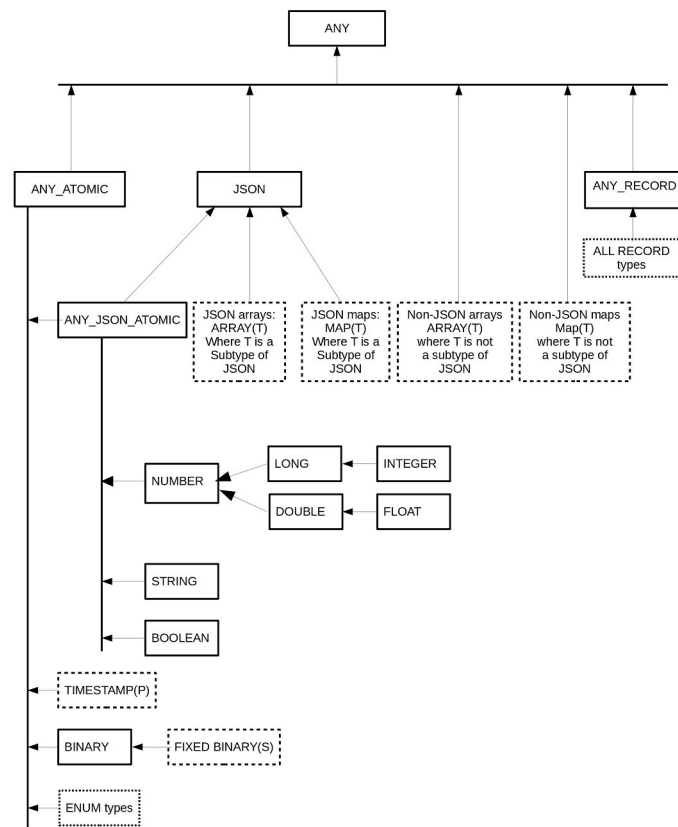 ANY
ANY_ATOMIC
JSON
ANY_RECORD
ALL RECORD
types
ANY_JSON_ATOMIC
JSON arrays:
ARRAY(T)
Where T is a
Subtype of
JSON
JSON maps:
MAP(T)
Where T is a
Subtype of
JSON
Non-JSON arrays
ARRAY(T)
where T is not
a subtype of
JSON
Non-JSON maps
Map(T)
where T is not
a subtype of
JSON
NUMBER
LONG
INTEGER
DOUBLE
FLOAT
STRING
BOOLEAN
TIMESTAMP(P)
BINARY
FIXED BINARY(S)
ENUM types